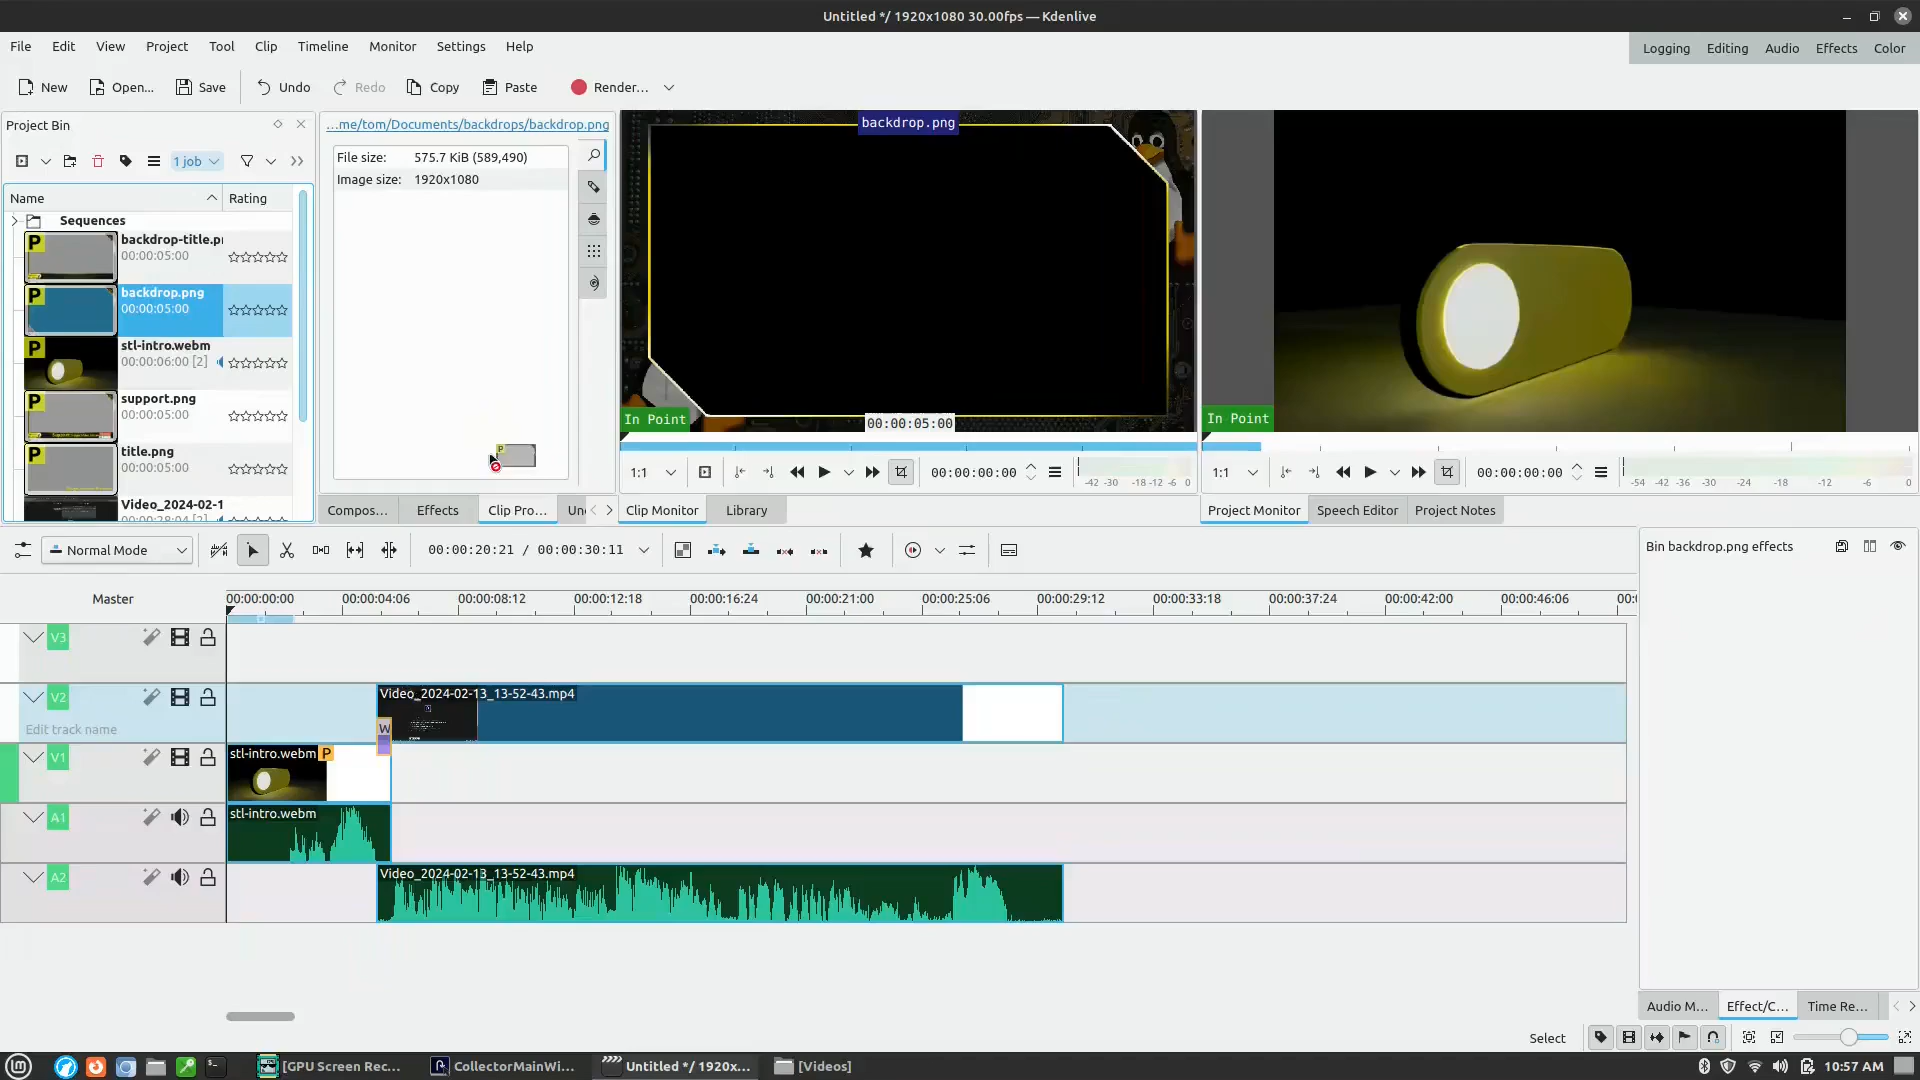 Untitled */ 1920x1080 30.00fps — Kdenlive
File Edit View Project Tool Clip Timeline Monitor Settings Help
Logging Editing Audio Effects Color
New Open... Save Undo Redo Copy Paste Render...
Project Bin
1 job
Name Rating
Sequences
backdrop-title.p
00:00:05:00
backdrop.png
00:00:05:00
stl-intro.webm
00:00:06:00 [2]
support.png
00:00:05:00
title.png
00:00:05:00
Video_2024-02-1
00:00:28:04 [2]
P
P
P
P
P
...me/tom/Documents/backdrops/backdrop.png
File size: 575.7 KiB (589,490)
Image size: 1920x1080
P
Compos... Effects Clip Pro... Un
backdrop.png
In Point
00:00:05:00
1:1 00:00:00:00
-42 -30 -18 -12 -6 0
Clip Monitor Library
In Point
1:1 00:00:00:00
-54 -42 -36 -30 -24 -18 -12 -6 0
Project Monitor Speech Editor Project Notes
Normal Mode 00:00:20:21 / 00:00:30:11
Bin backdrop.png effects
Master
00:00:00:00 00:00:04:06 00:00:08:12 00:00:12:18 00:00:16:24 00:00:21:00 00:00:25:06 00:00:29:12 00:00:33:18 00:00:37:24 00:00:42:00 00:00:46:06 00:0
V3
V2
Edit track name
Video_2024-02-13_13-52-43.mp4
W
V1
stl-intro.webm P
A1
stl-intro.webm
A2
Video_2024-02-13_13-52-43.mp4
Audio M... Effect/C... Time Re...
Select
[GPU Screen Rec... CollectorMainWi... Untitled */ 1920x... [Videos]
10:57 AM